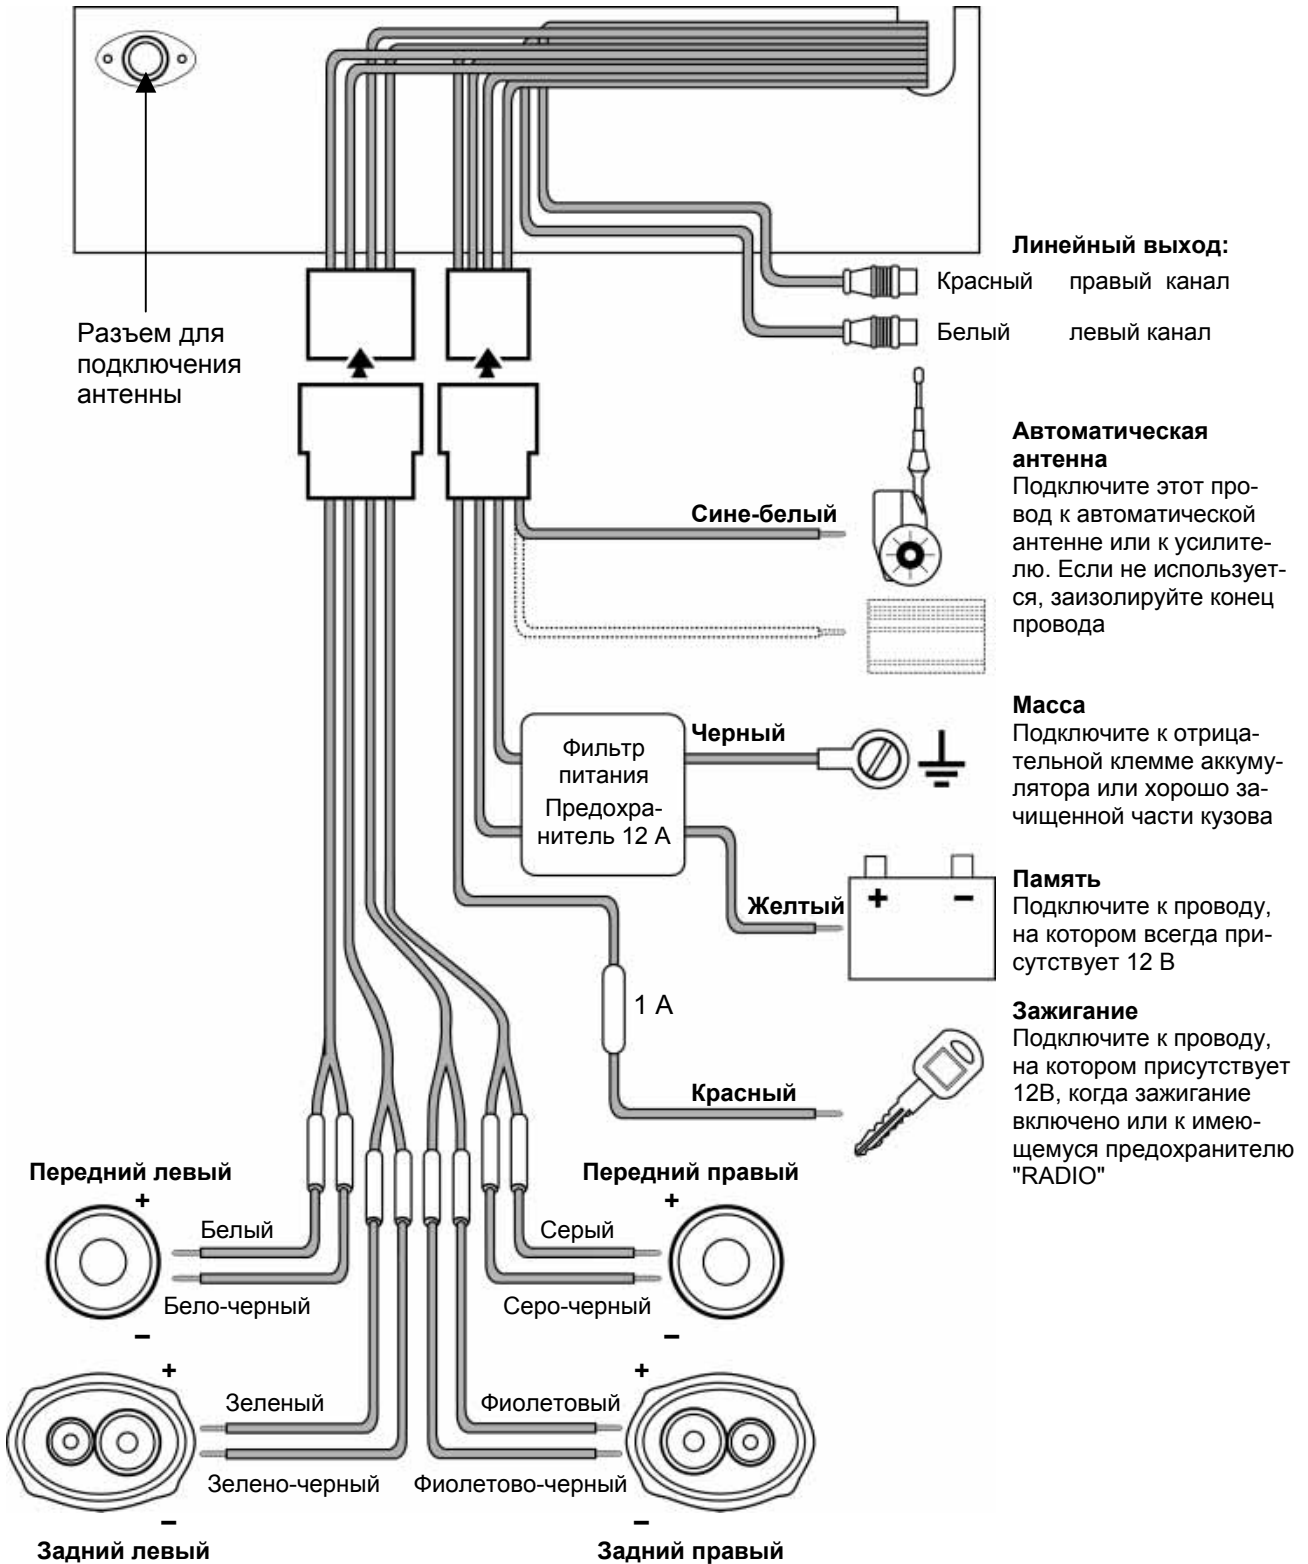 Линейный выход:
Красный правый канал
Белый левый канал
Разъем для
подключения
антенны
Автоматическая
антенна
Подключите этот про-
вод к автоматической
антенне или к усилите-
лю. Если не использует-
ся, заизолируйте конец
провода
Сине-белый
Масса
Подключите к отрица-
тельной клемме аккуму-
лятора или хорошо за-
чищенной части кузова
Черный
Фильтр
питания
Предохра-
нитель 12 А
Память
Подключите к проводу,
на котором всегда при-
сутствует 12 В
Желтый
+ −
1 А
Зажигание
Подключите к проводу,
на котором присутствует
12В, когда зажигание
включено или к имею-
щемуся предохранителю
"RADIO"
Красный
Передний левый
+
Белый
Бело-черный
−
Передний правый
+
Серый
Серо-черный
−
+
Зеленый
Зелено-черный
−
Задний левый
+
Фиолетовый
Фиолетово-черный
−
Задний правый